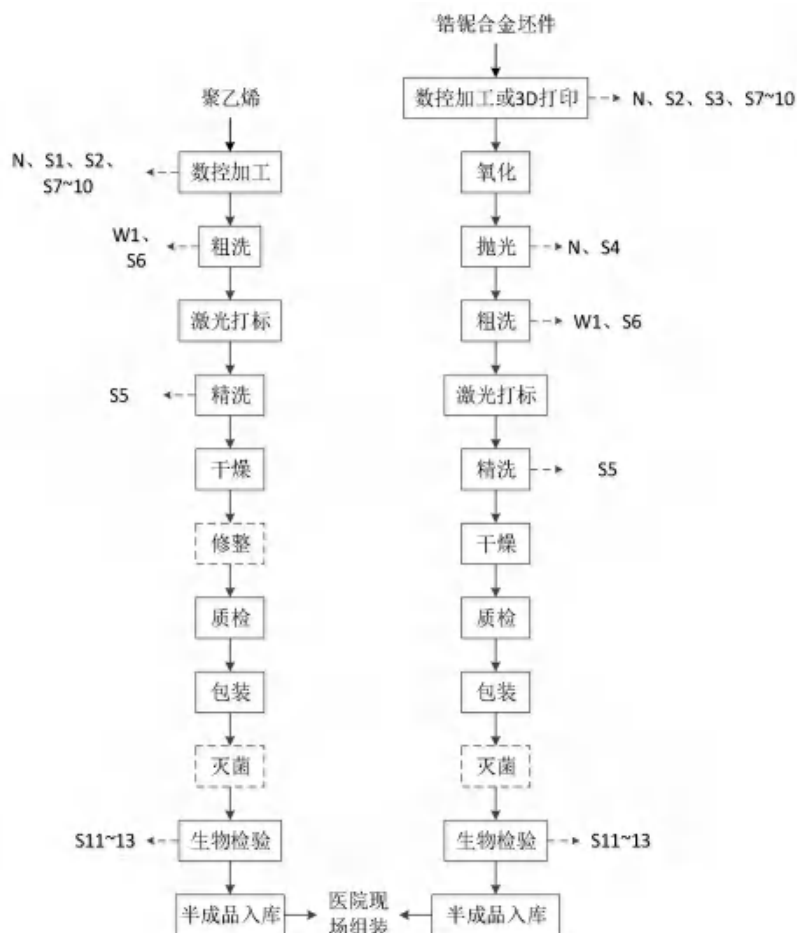 锆铌合金坯件
数控加工或3D打印
N、S2、S3、S7~10
氧化
抛光
N、S4
粗洗
W1、S6
激光打标
精洗
S5
干燥
质检
包装
灭菌
生物检验
S11~13
半成品入库
聚乙烯
N、S1、S2、
S7~10
数控加工
W1、
S6
粗洗
激光打标
S5
精洗
干燥
修整
质检
包装
灭菌
S11~13
生物检验
半成品入库
医院现
场组装